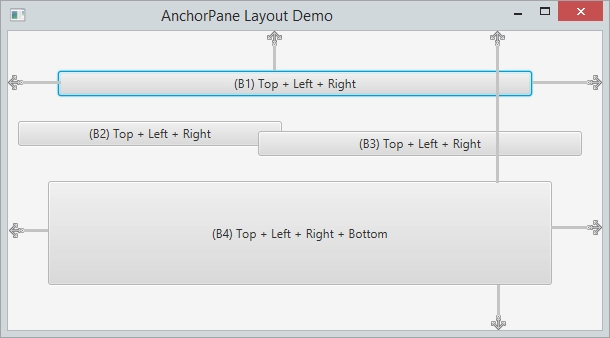 AnchorPane Layout Demo
(B1) Top + Left + Right
(B2) Top + Left + Right
(B3) Top + Left + Right
(B4) Top + Left + Right + Bottom